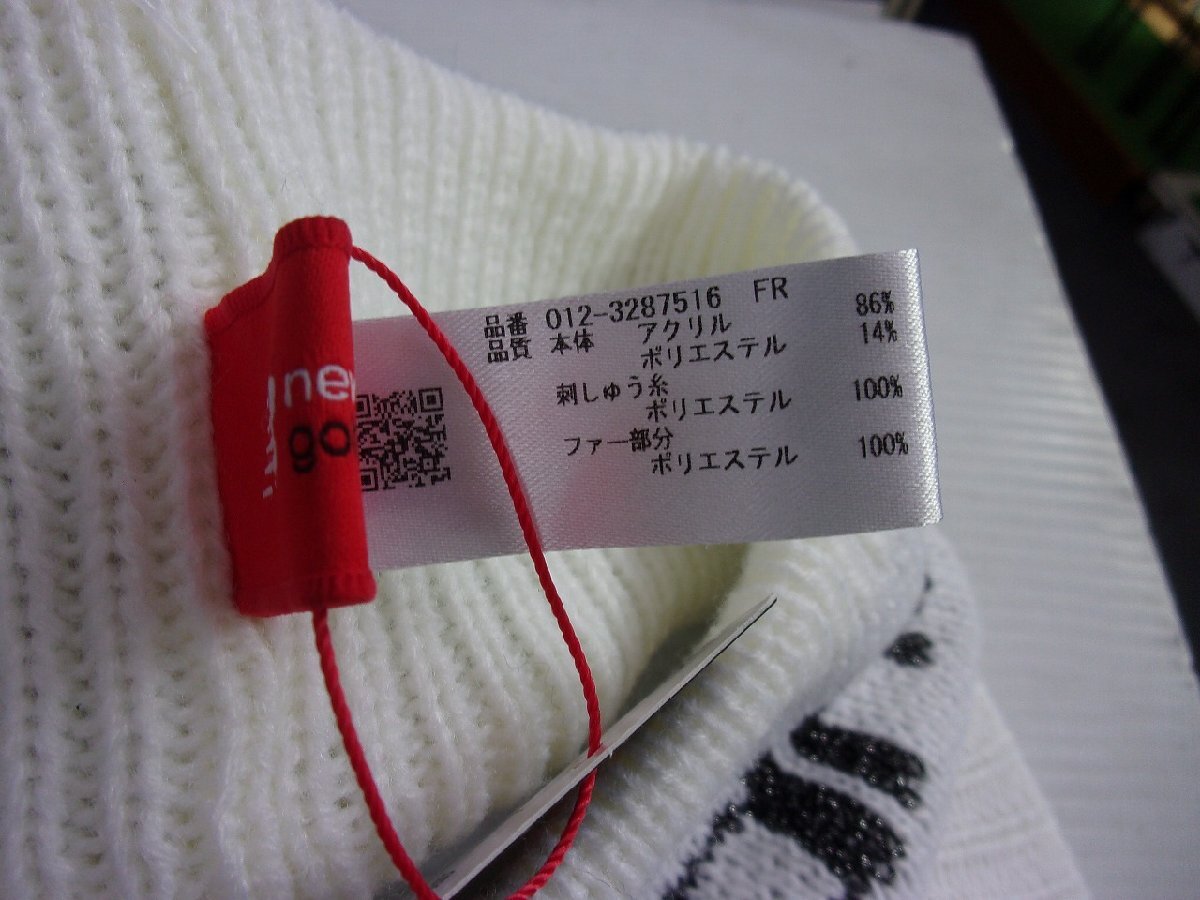 品番 012-3287516 FR
品質 本体 アクリル 86%
ポリエステル 14%
刺しゅう糸
ポリエステル 100%
ファー部分
ポリエステル 100%
go